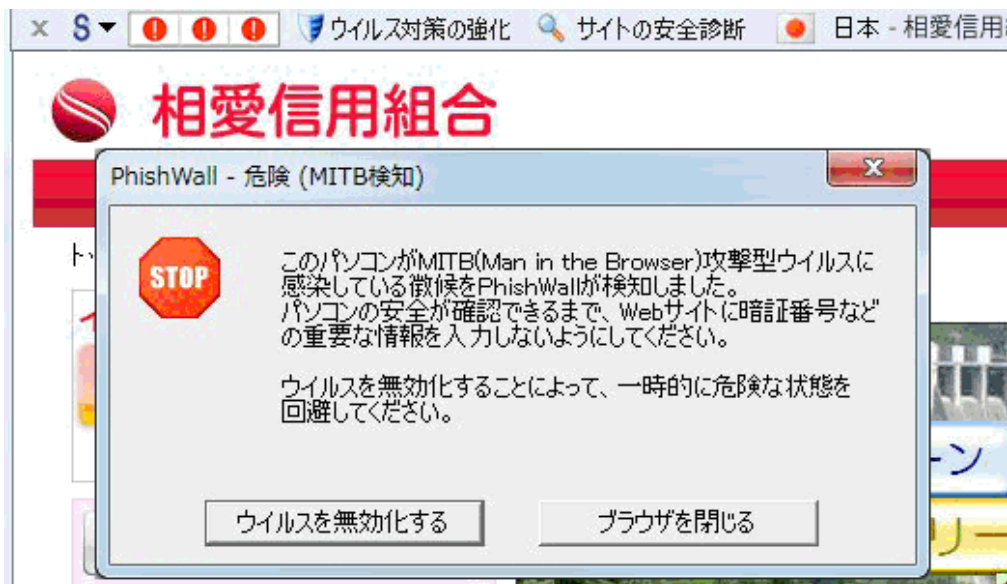 x S ウイルス対策の強化 サイトの安全診断 日本 - 相愛信用
相愛信用組合
PhishWall - 危険 (MITB検知)
x
ト
STOP
このパソコンがMITB(Man in the Browser)攻撃型ウイルスに
感染している徴候をPhishWallが検知しました。
パソコンの安全が確認できるまで、Webサイトに暗証番号など
の重要な情報を入力しないようにしてください。
ウイルスを無効化することによって、一時的に危険な状態を
回避してください。
ーン
ウイルスを無効化する
ブラウザを閉じる
リー